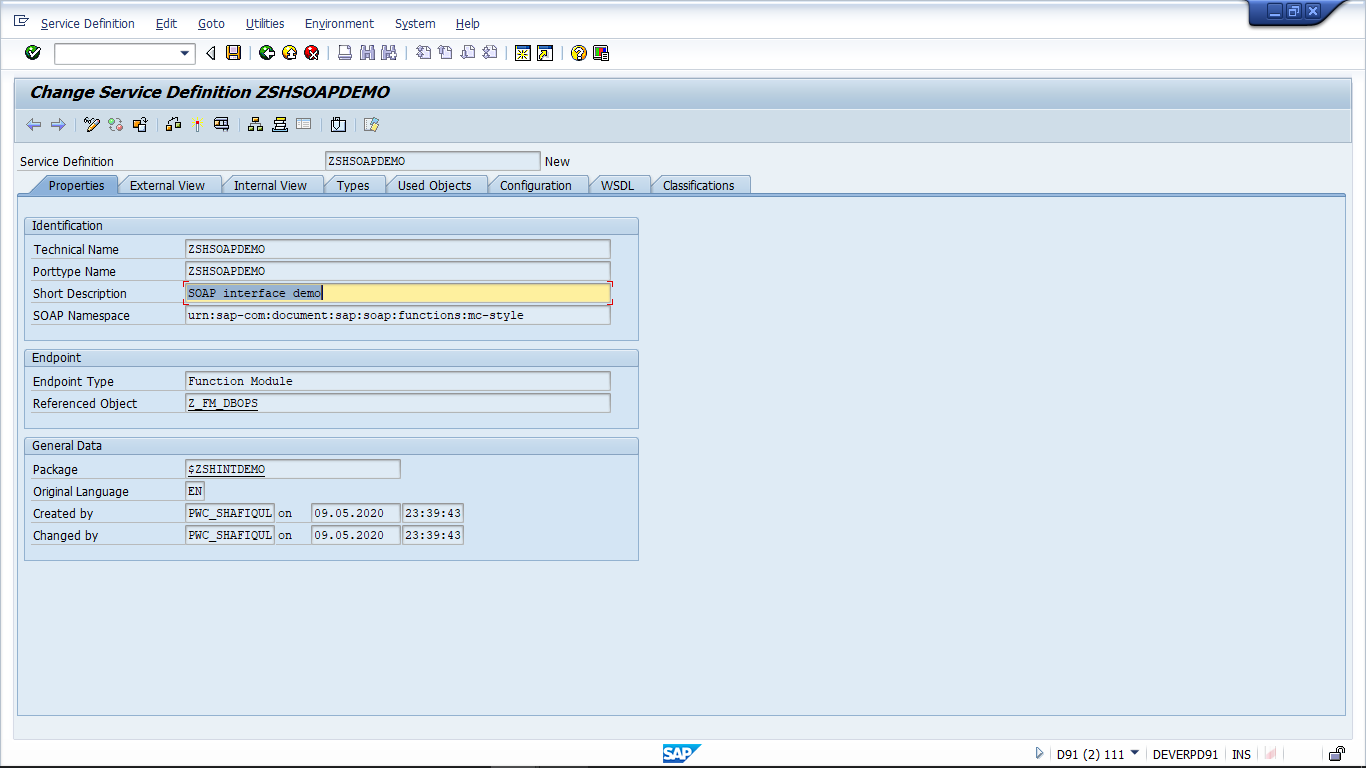 Service Definition Edit Goto Utilities Environment System Help
Change Service Definition ZSHSOAPDEMO
Service Definition ZSHSOAPDEMO New
Properties External View Internal View Types Used Objects Configuration WSDL Classifications
Identification
Technical Name ZSHSOAPDEMO
Porttype Name ZSHSOAPDEMO
Short Description SOAP interface demo
SOAP Namespace urn:sap-com:document:sap:soap:functions:mc-style
Endpoint
Endpoint Type Function Module
Referenced Object Z_FM_DBOPS
General Data
Package $ZSHINTDEMO
Original Language EN
Created by PWC_SHAFIQUL on 09.05.2020 23:39:43
Changed by PWC_SHAFIQUL on 09.05.2020 23:39:43
SAP D91 (2) 111 DEVERPD91 INS